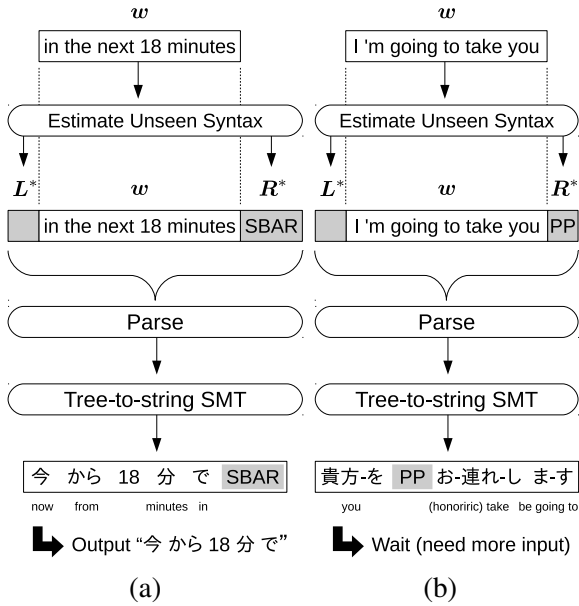 w w
in the next 18 minutes I 'm going to take you
Estimate Unseen Syntax Estimate Unseen Syntax
L* w R* L* w R*
in the next 18 minutes SBAR I 'm going to take you PP
Parse Parse
Tree-to-string SMT Tree-to-string SMT
今 から 18 分 で SBAR 貴方-を PP お-連れ-し ま-す
now from minutes in you (honoriric) take be going to
Output “今 から 18 分 で” Wait (need more input)
(a) (b)